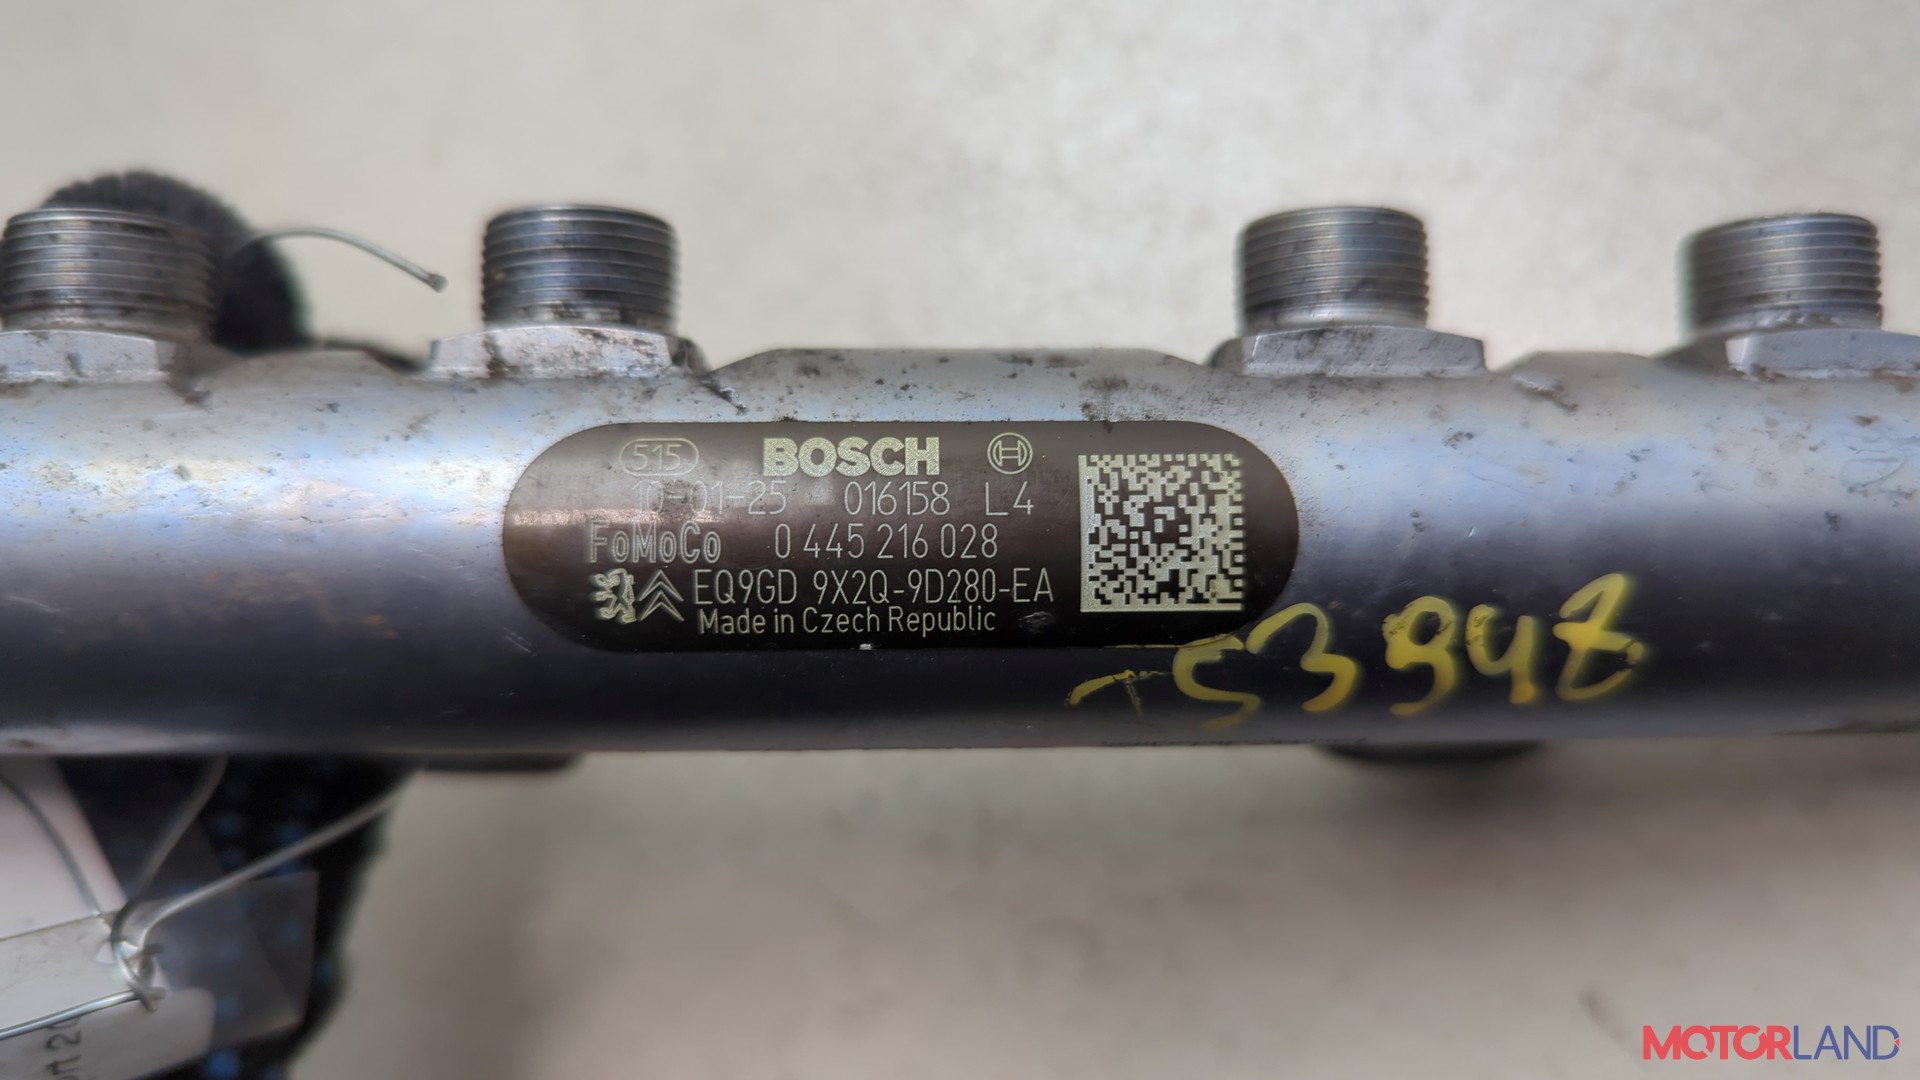 515 BOSCH
10-01-25 016158 L4
FoMoCo 0 445 216 028
EQ9GD 9X2Q-9D280-EA
Made in Czech Republic
T53948
MOTORLAND